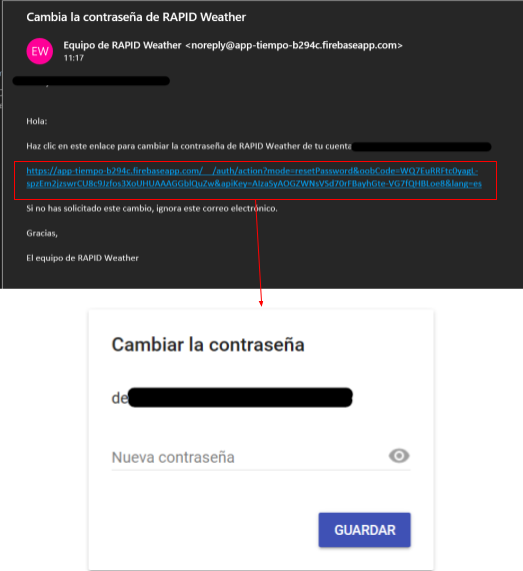 Cambia la contraseña de RAPID Weather
EW
Equipo de RAPID Weather <noreply@app-tiempo-b294c.firebaseapp.com>
11:17
Hola:
Haz clic en este enlace para cambiar la contraseña de RAPID Weather de tu cuenta
https://app-tiempo-b294c.firebaseapp.com/__/auth/action?mode=resetPassword&oobCode=WQ7EuRRFtc0yagL-
spzEm2jzswrCU8c9Jzfos3XoUHUAAAGGblQuZw&apiKey=AIzaSyAOGZWNsVSd70rFBayhGte-VG7fQHBLoe8&lang=es
Si no has solicitado este cambio, ignora este correo electrónico.
Gracias,
El equipo de RAPID Weather
Cambiar la contraseña
de
Nueva contraseña
GUARDAR